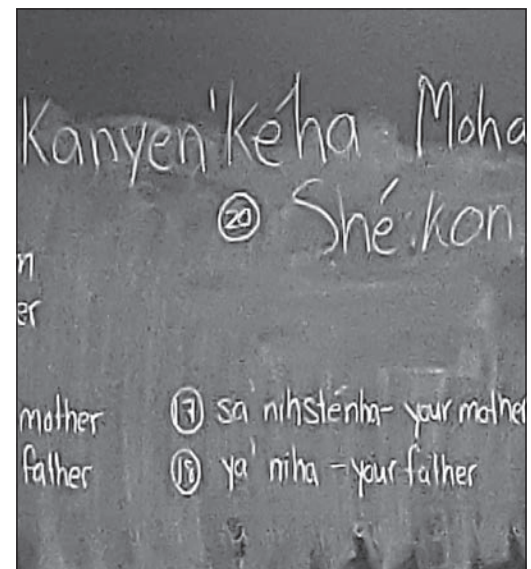 Kanyen'kéha Moha
⑳ Shé:kon
n
er
mother ⑰ sa' nihsténha- your mother
father ⑱ ya' niha - your father